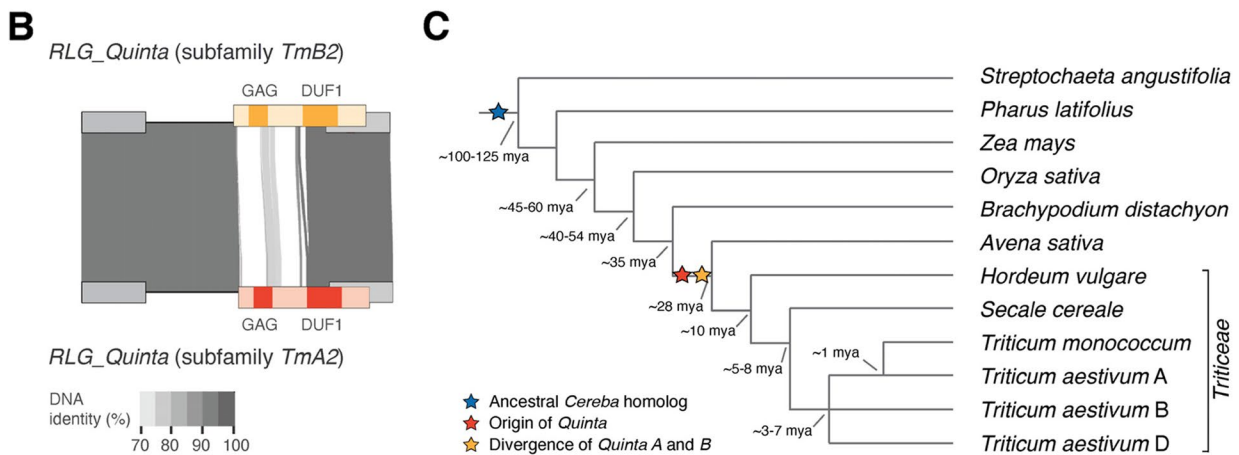 B
RLG_Quinta (subfamily TmB2)
GAG DUF1
GAG DUF1
RLG_Quinta (subfamily TmA2)
DNA
identity (%)
70 80 90 100
C
Streptochaeta angustifolia
Pharus latifolius
Zea mays
Oryza sativa
Brachypodium distachyon
Avena sativa
Hordeum vulgare
Secale cereale
Triticum monococcum
Triticum aestivum A
Triticum aestivum B
Triticum aestivum D
Triticeae
~100-125 mya
~45-60 mya
~40-54 mya
~35 mya
~28 mya
~10 mya
~5-8 mya
~1 mya
~3-7 mya
Ancestral Cereba homolog
Origin of Quinta
Divergence of Quinta A and B